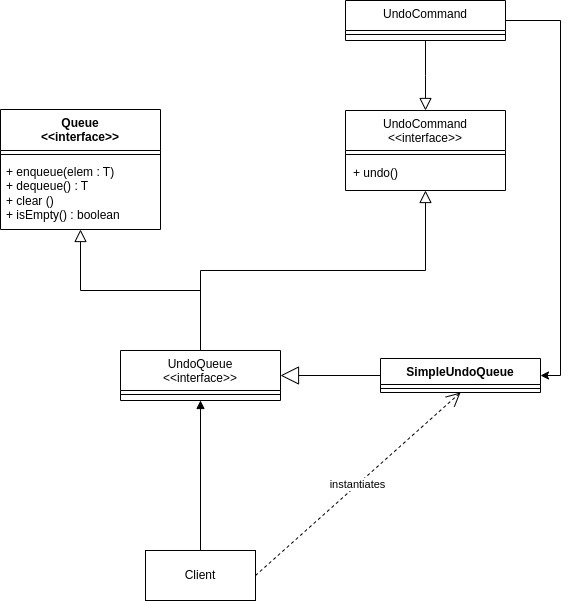 UndoCommand
Queue
<<interface>>
+ enqueue(elem : T)
+ dequeue() : T
+ clear ()
+ isEmpty() : boolean
UndoCommand
<<interface>>
+ undo()
UndoQueue
<<interface>>
SimpleUndoQueue
instantiates
Client